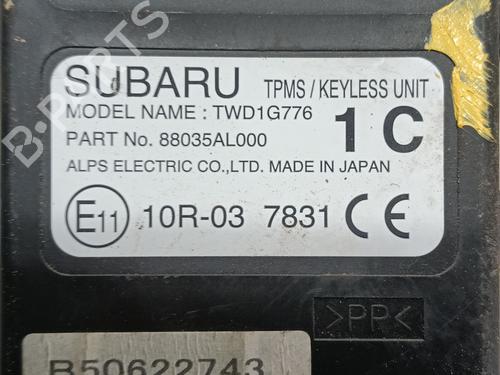 SUBARU TPMS / KEYLESS UNIT
MODEL NAME : TWD1G776
PART No. 88035AL000
1 C
ALPS ELECTRIC CO.,LTD. MADE IN JAPAN
E11 10R-03 7831 CE
>PP<
B50622743
B-PARTS